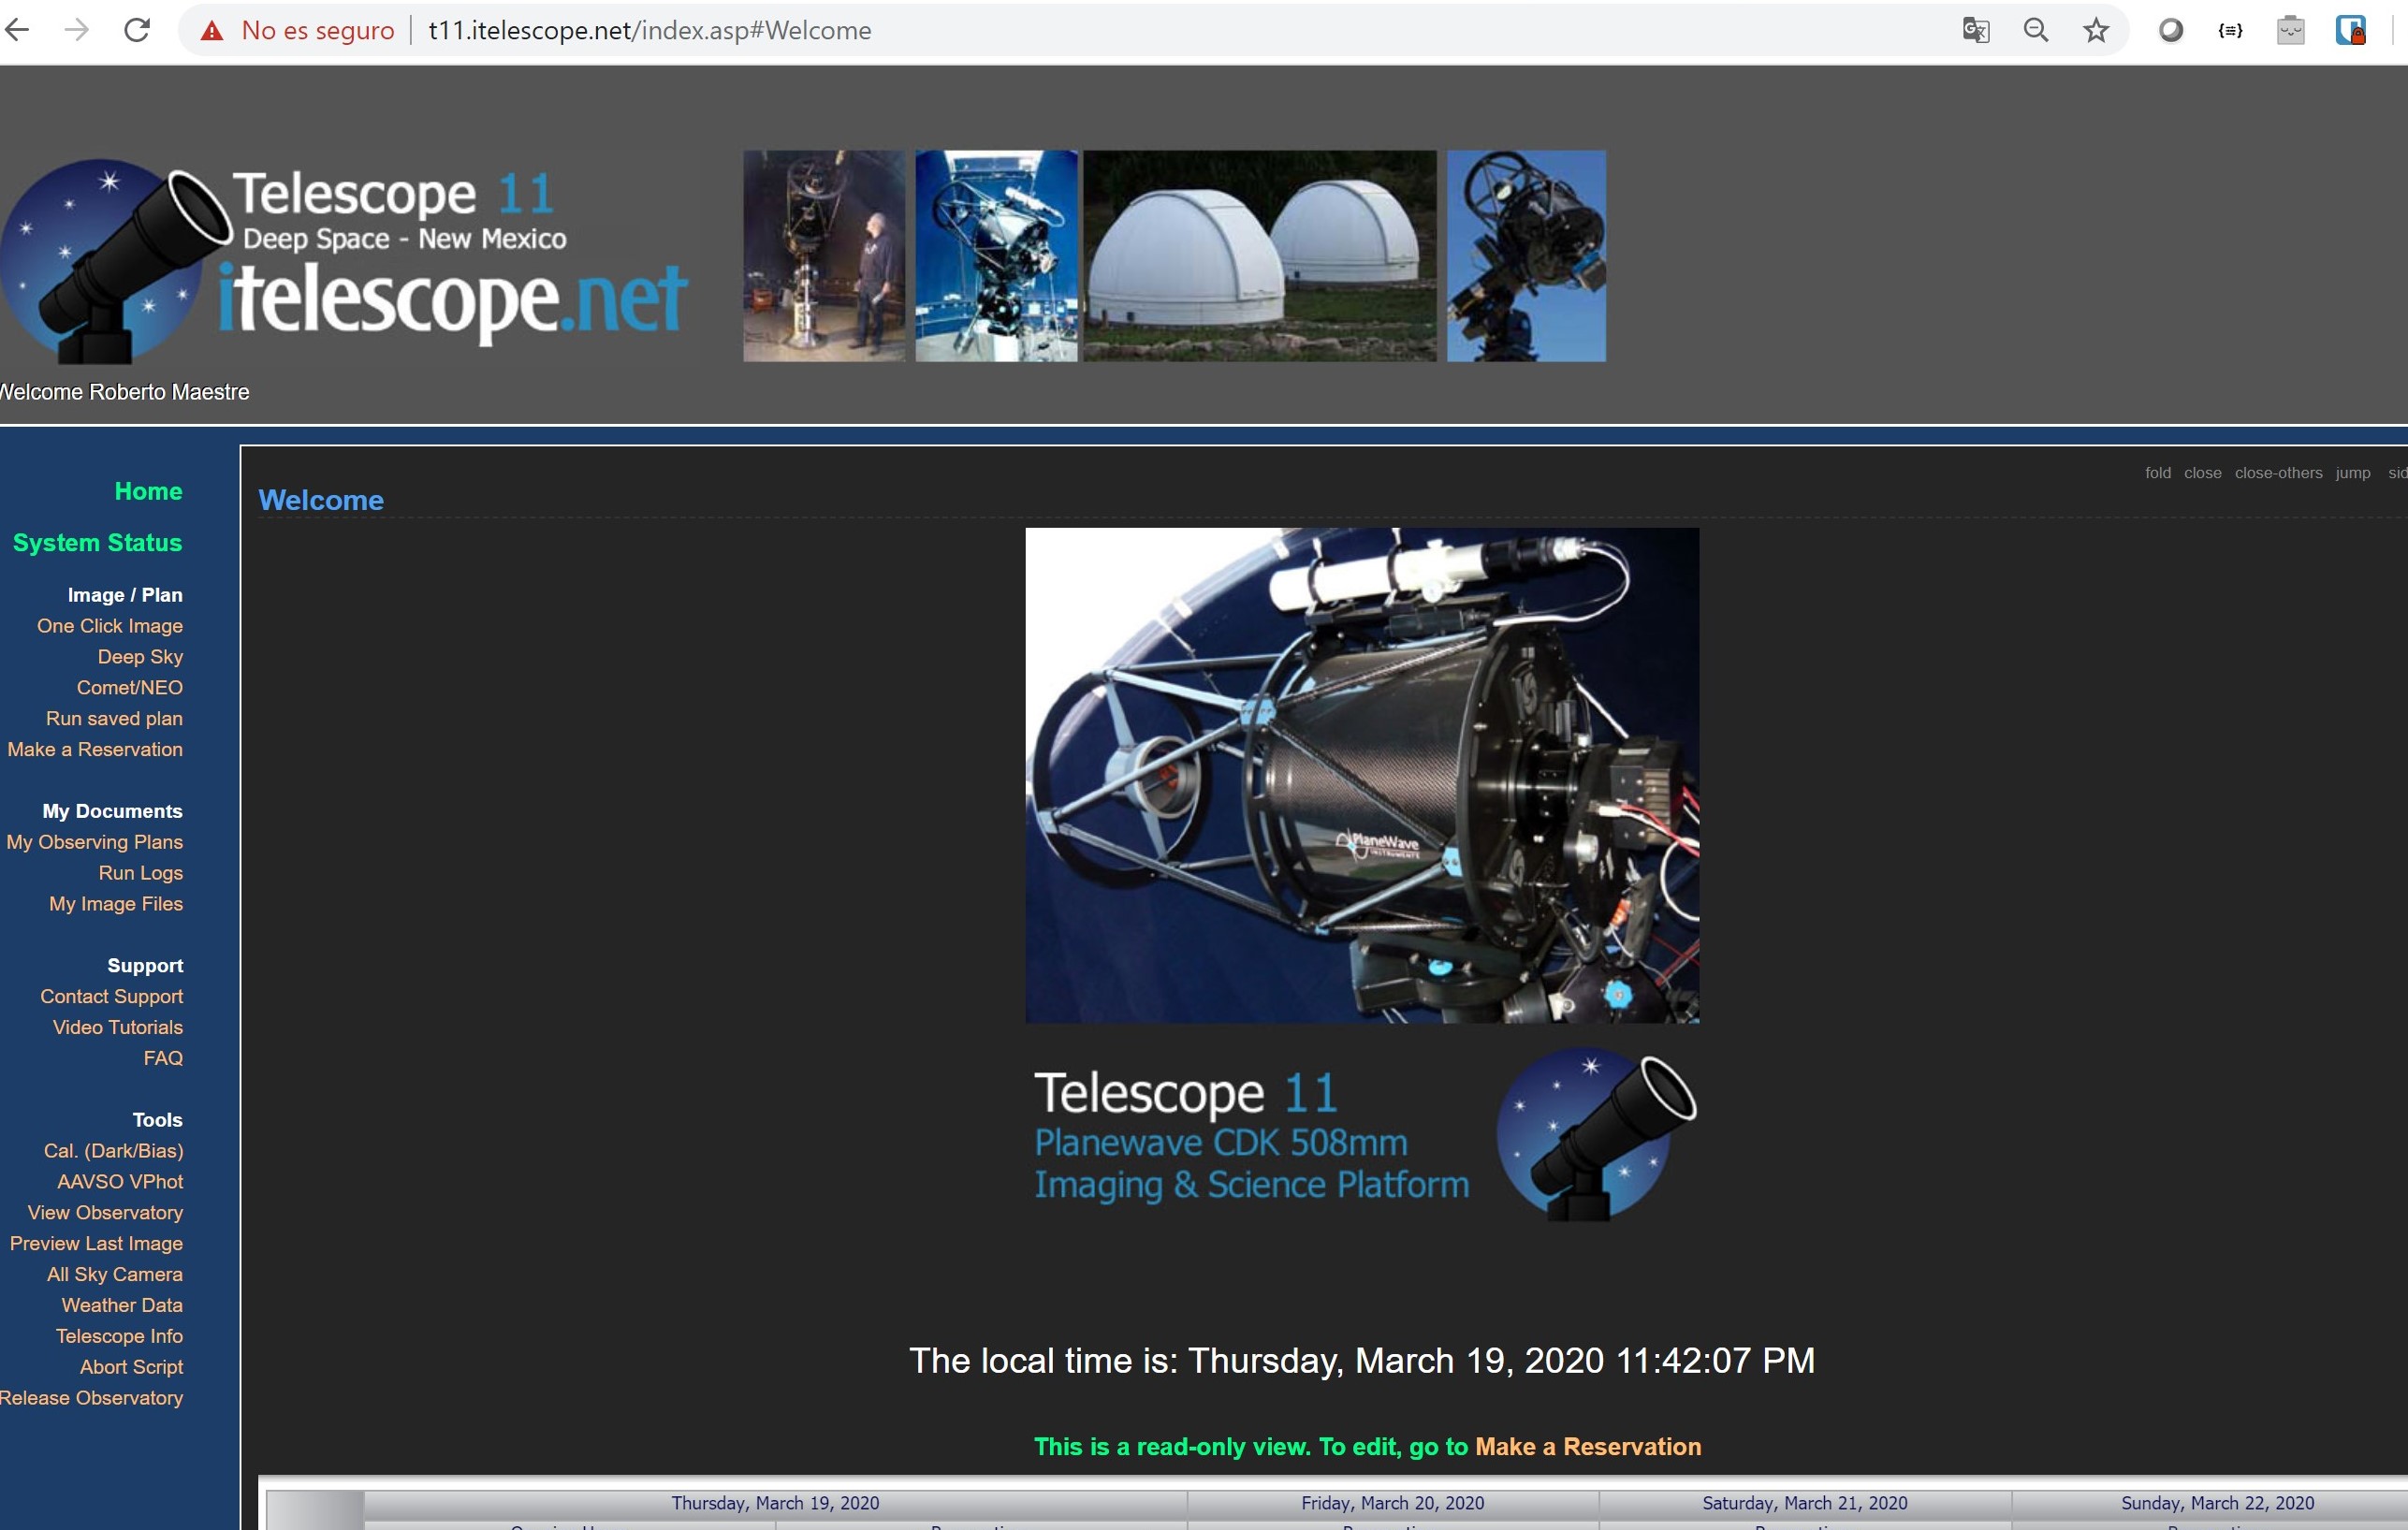 No es seguro
t11.itelescope.net/index.asp#Welcome
Telescope 11
Deep Space - New Mexico
itelescope.net
Welcome Roberto Maestre
fold close close-others jump
Home
System Status
Image / Plan
One Click Image
Deep Sky
Comet/NEO
Run saved plan
Make a Reservation
My Documents
My Observing Plans
Run Logs
My Image Files
Support
Contact Support
Video Tutorials
FAQ
Tools
Cal. (Dark/Bias)
AAVSO VPhot
View Observatory
Preview Last Image
All Sky Camera
Weather Data
Telescope Info
Abort Script
Release Observatory
Welcome
PlaneWave
INSTRUMENTS
Telescope 11
Planewave CDK 508mm
Imaging & Science Platform
The local time is: Thursday, March 19, 2020 11:42:07 PM
This is a read-only view. To edit, go to Make a Reservation
Thursday, March 19, 2020 Friday, March 20, 2020 Saturday, March 21, 2020 Sunday, March 22, 2020